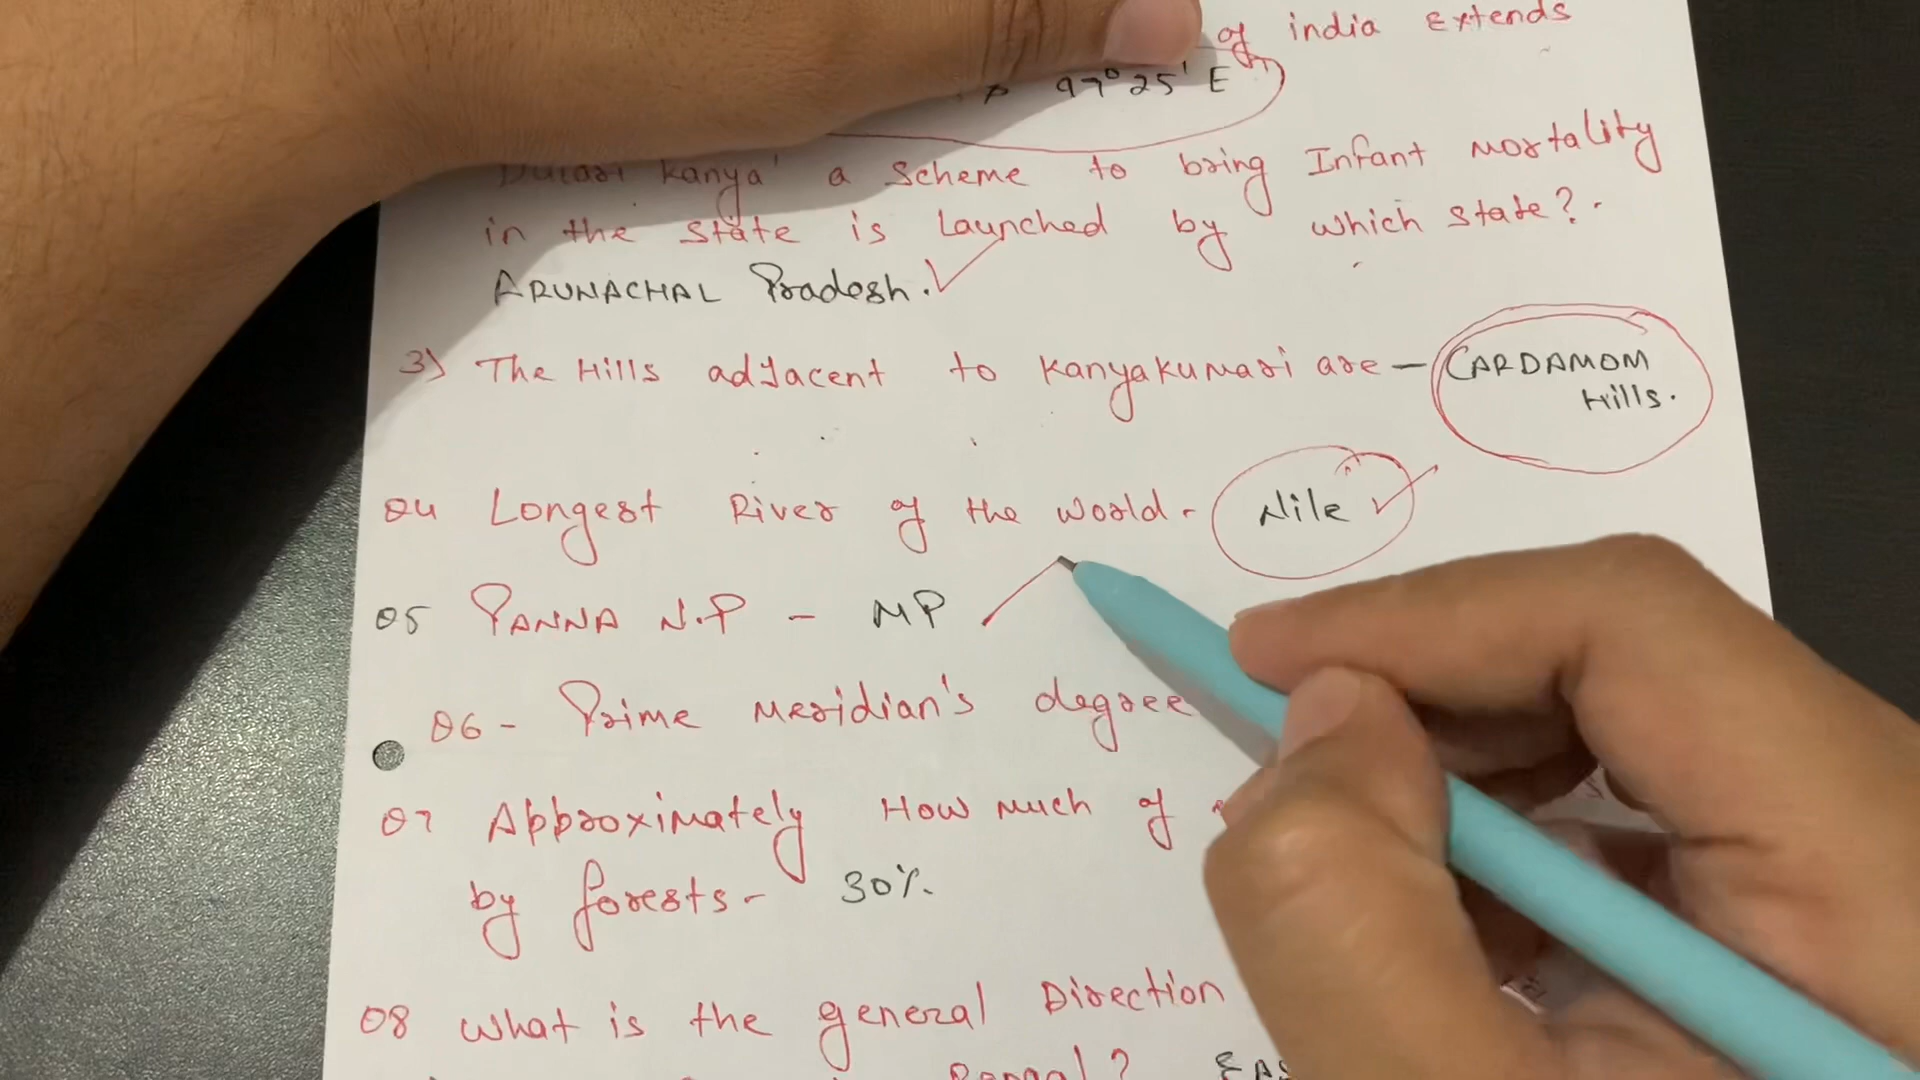 of india Extends
97° 25' E
Dulari kanya' a scheme to bring Infant mortality
in the state is Launched by which state?
ARUNACHAL Pradesh.
3) The Hills adjacent to Kanyakumari are - CARDAMOM
Hills.
04 Longest River of the world - Nile
05 PANNA N.P - MP
06 - Prime Meridian's degree
07 Approximately How much of
by forests - 30%.
08 what is the general Direction
Bengal? EAS